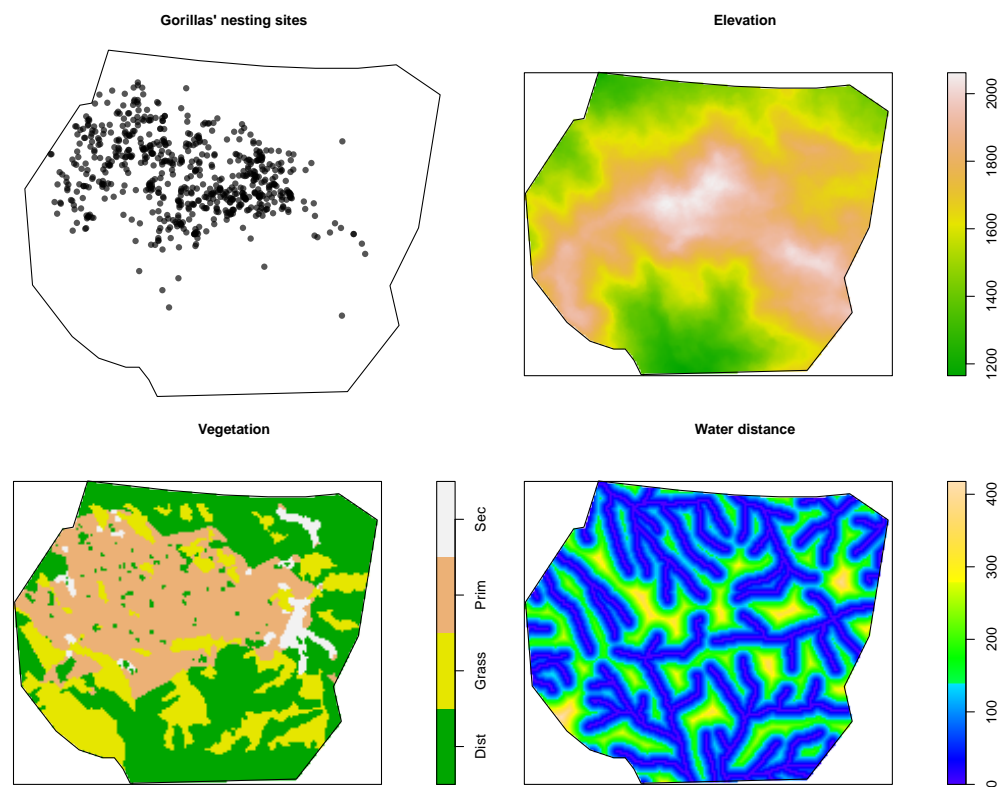 Gorillas' nesting sites
Elevation
2000
1800
1600
1400
1200
Vegetation
Sec
Prim
Grass
Dist
Water distance
400
300
200
100
0